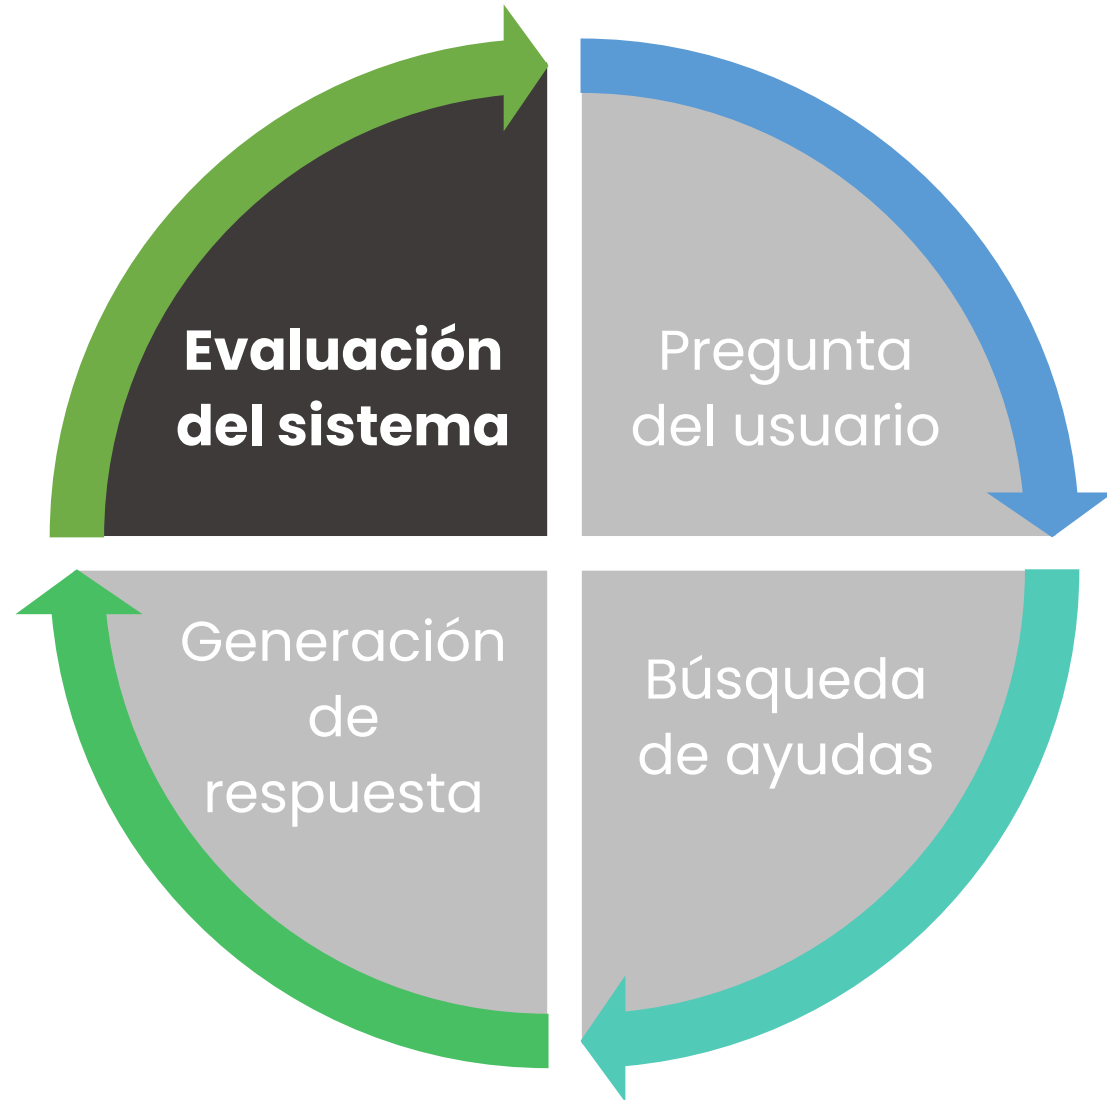 Evaluación
del sistema
Pregunta
del usuario
Generación
de
respuesta
Búsqueda
de ayudas